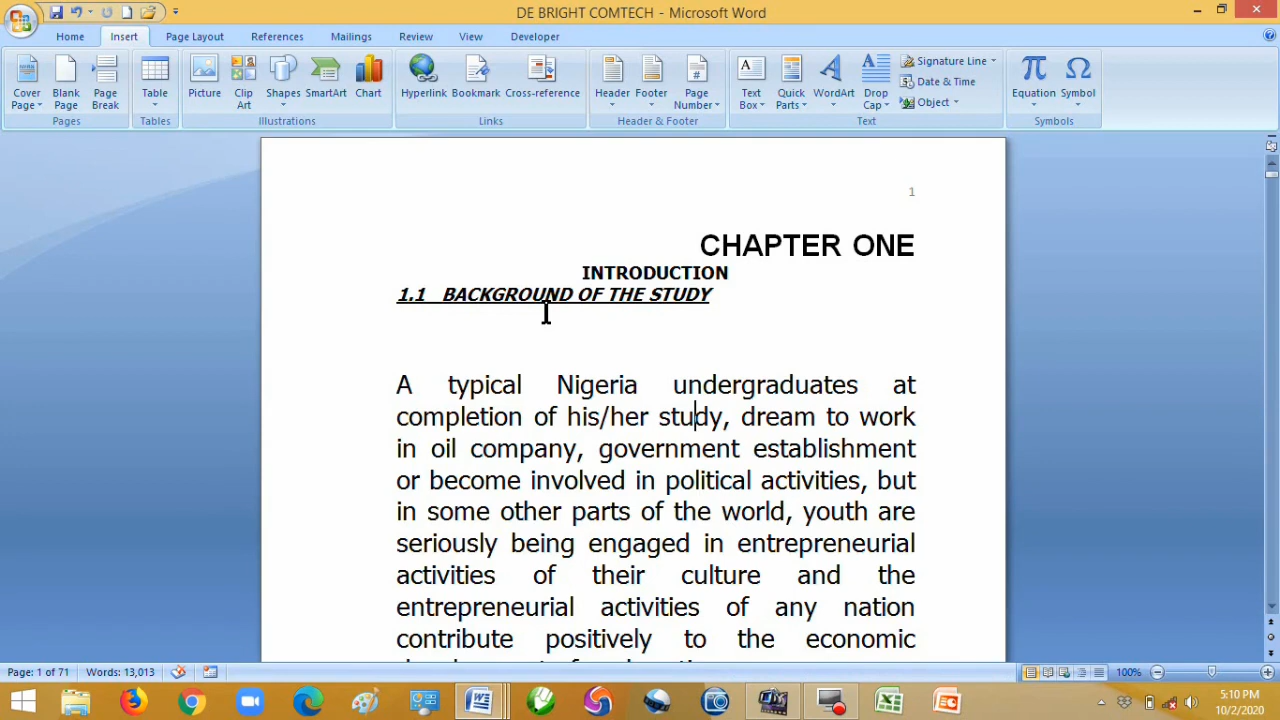 DE BRIGHT COMTECH - Microsoft Word
Home Insert Page Layout References Mailings Review View Developer
Cover Page Blank Page Page Break
Table
Picture Clip Art Shapes SmartArt Chart
Hyperlink Bookmark Cross-reference
Header Footer Page Number
Text Box Quick Parts WordArt Drop Cap
Signature Line
Date & Time
Object
Equation Symbol
Pages Tables Illustrations Links Header & Footer Text Symbols
1
CHAPTER ONE
INTRODUCTION
1.1 BACKGROUND OF THE STUDY
A typical Nigeria undergraduates at
completion of his/her study, dream to work
in oil company, government establishment
or become involved in political activities, but
in some other parts of the world, youth are
seriously being engaged in entrepreneurial
activities of their culture and the
entrepreneurial activities of any nation
contribute positively to the economic
Page: 1 of 71 Words: 13,013 100%
5:10 PM
10/2/2020